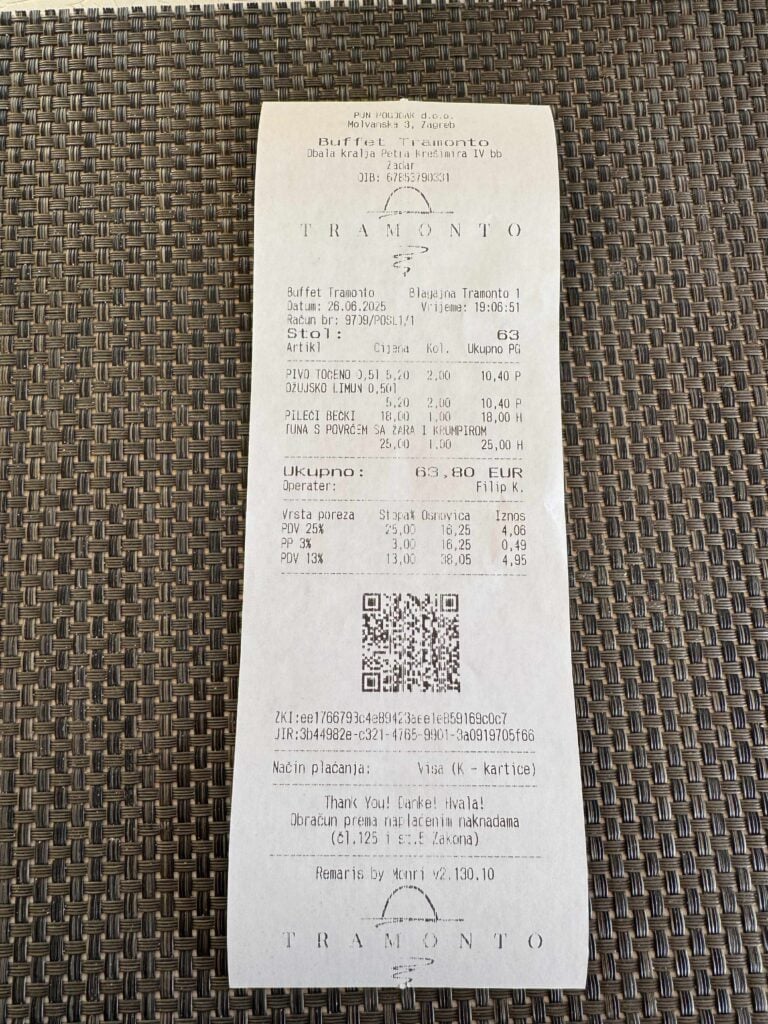 d.o.o.
Molvanska 3, Zagreb
Buffet Tramonto
Obala kralja Petra Krešimira IV bb
Zadar
OIB: 67853790331
TRAMONTO
Buffet Tramonto Blagajna Tramonto 1
Datum: 26.06.2025 Vrijeme: 19:06:51
Račun br: 9709/POSL1/1
Stol: 63
Artikl Cijena Kol. Ukupno PG
PIVO TOČENO 0,5l 5,20 2,00 10,40 P
OŽUJSKO LIMUN 0,50l
5,20 2,00 10,40 P
PILEĆI BEČKI 18,00 1,00 18,00 H
TUNA S POVRĆEM SA ŽARA I KRUMPIROM
25,00 1,00 25,00 H
Ukupno: 63,80 EUR
Operater: Filip K.
Vrsta poreza Stopa% Osnovica Iznos
PDV 25% 25,00 16,25 4,06
PP 3% 3,00 16,25 0,49
PDV 13% 13,00 38,05 4,95
JIR:3b44982e-c321-4765-9901-3a0919705f66
Način plaćanja: Visa (K - kartice)
Thank You! Danke! Hvala!
Obračun prema naplaćenim naknadama
(čl.125 i st.5 Zakona)
Remaris by Monri v2.130.10
TRAMONTO